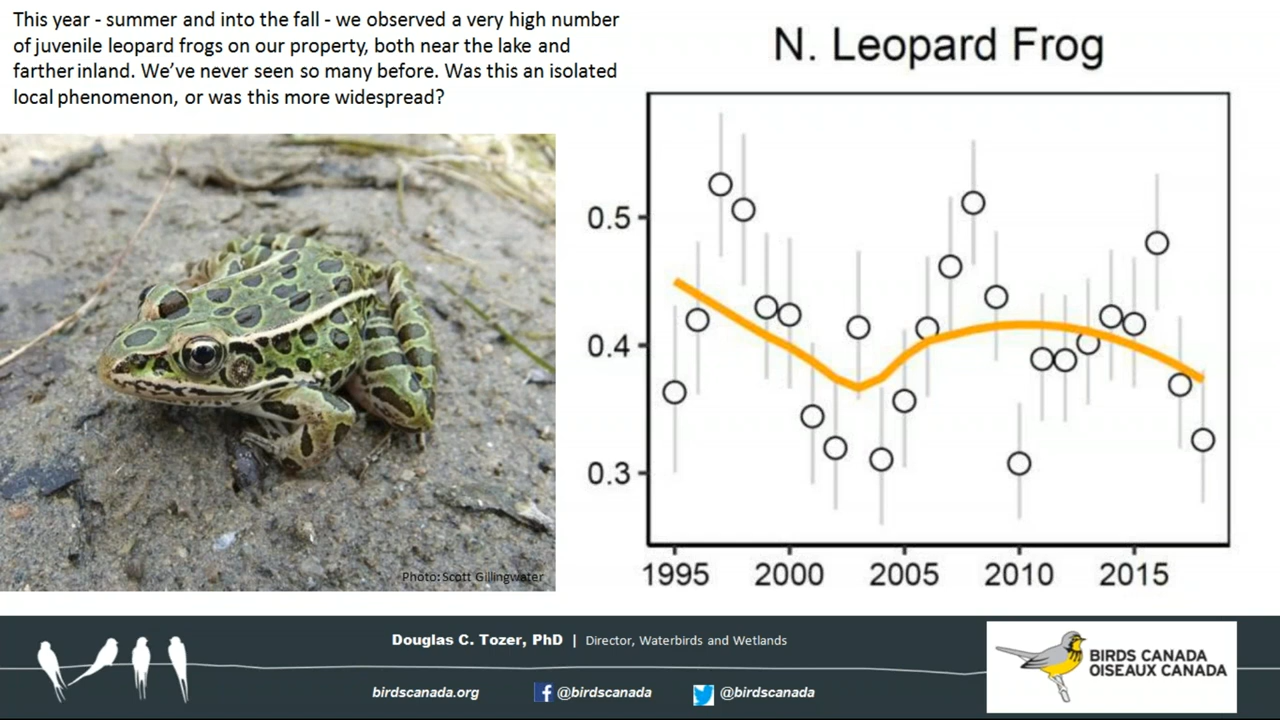 This year - summer and into the fall - we observed a very high number
of juvenile leopard frogs on our property, both near the lake and
farther inland. We’ve never seen so many before. Was this an isolated
local phenomenon, or was this more widespread?
N. Leopard Frog
0.5
0.4
0.3
1995 2000 2005 2010 2015
Photo: Scott Gillingwater
Douglas C. Tozer, PhD | Director, Waterbirds and Wetlands
birdscanada.org @birdscanada @birdscanada
BIRDS CANADA
OISEAUX CANADA